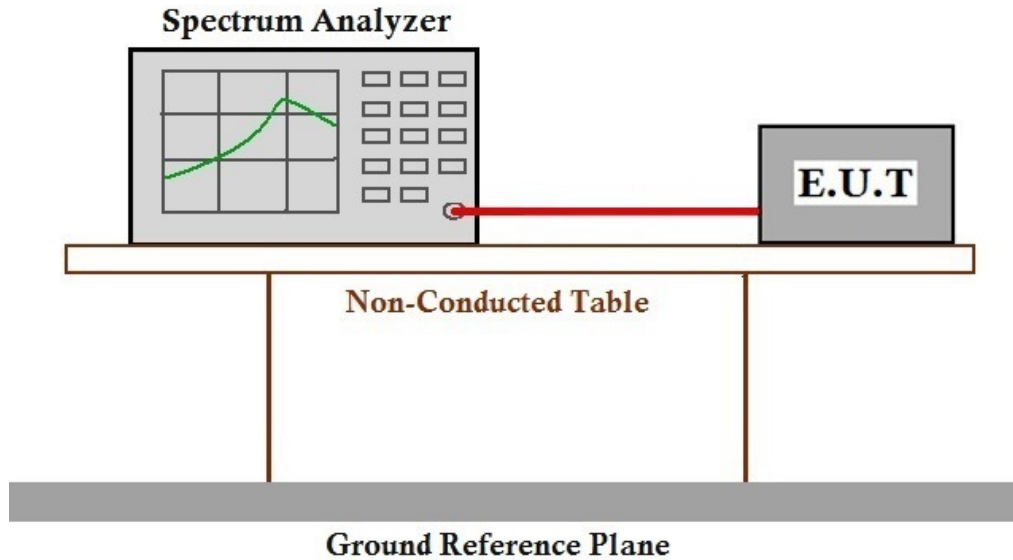 Spectrum Analyzer
E.U.T
Non-Conducted Table
Ground Reference Plane